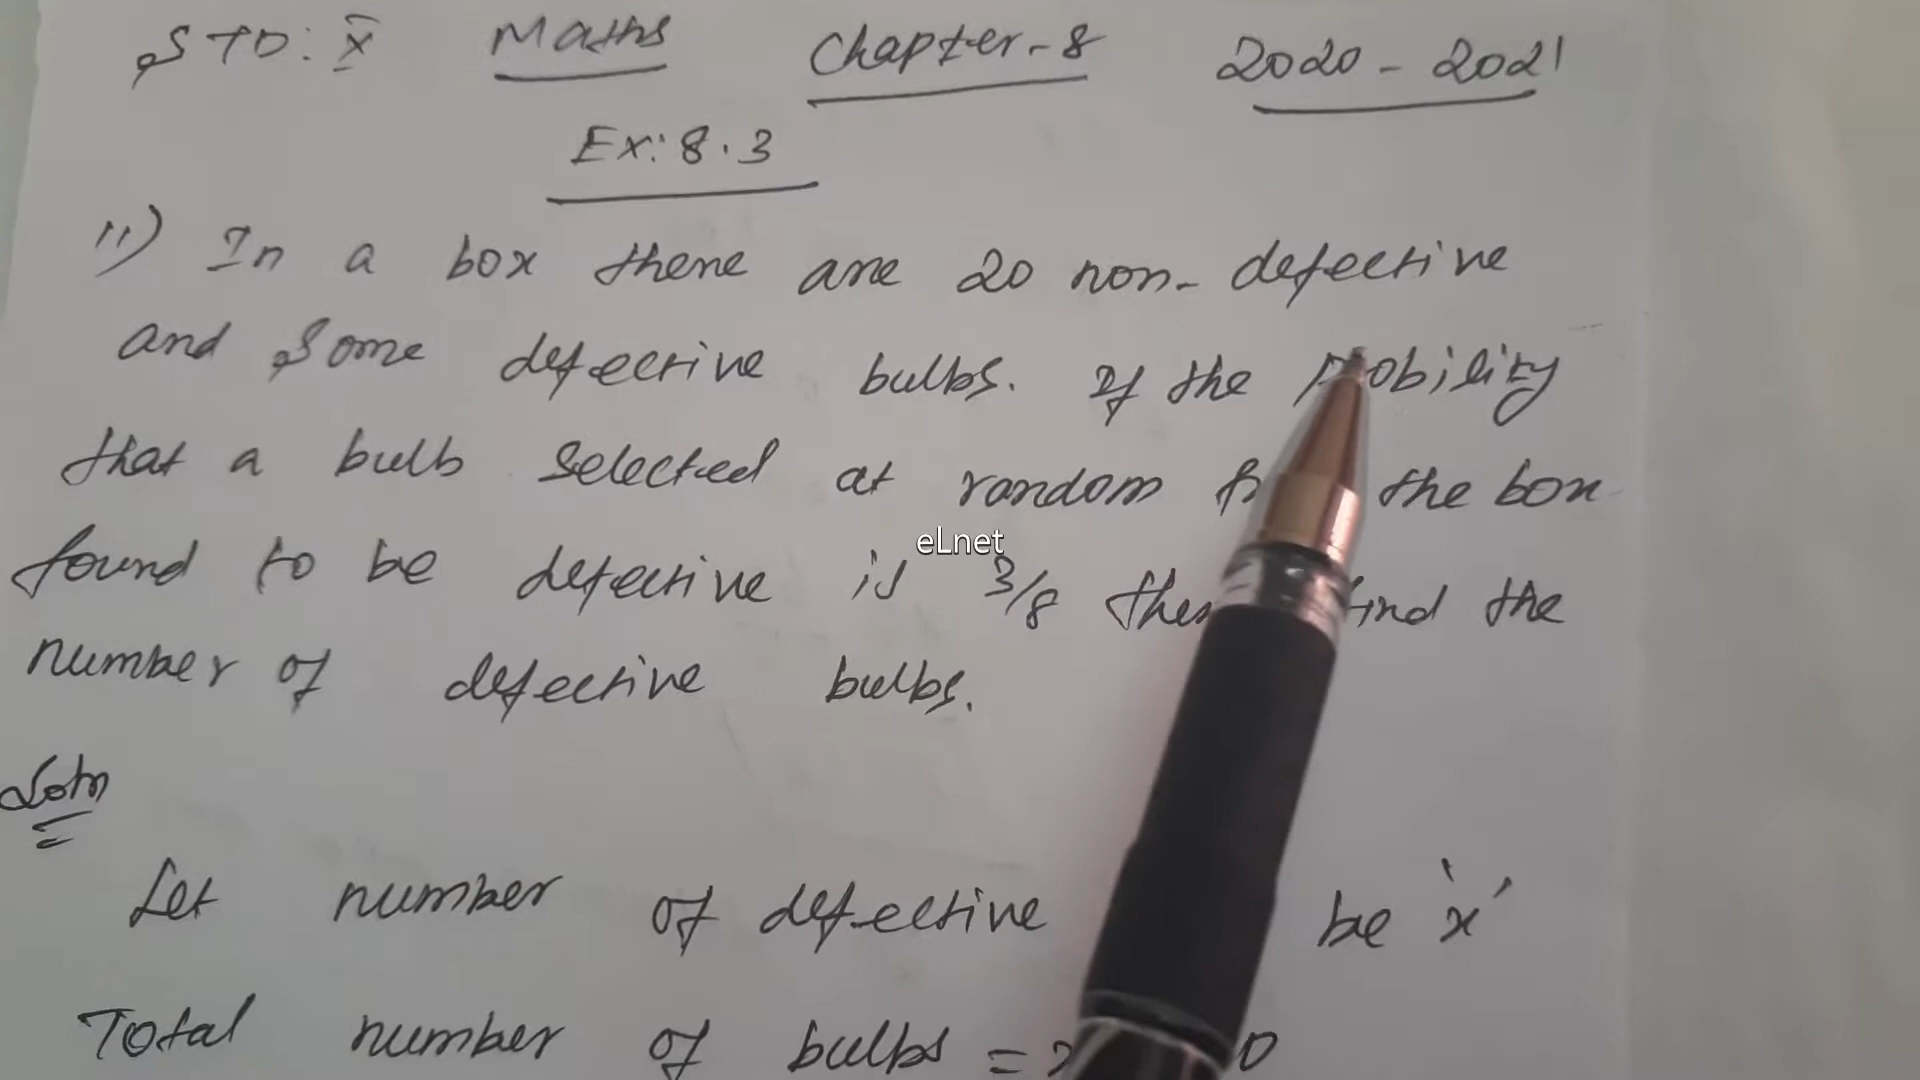 STD: X Maths Chapter-8 2020 - 2021
Ex: 8.3
11) In a box there are 20 non-defective
and some defective bulbs. If the
that a bulb selected at random the box
eLnet
found to be defective is 3/8 the
number of defective bulbs.
Soln
Let number of defective be 'x'
Total number of bulbs =